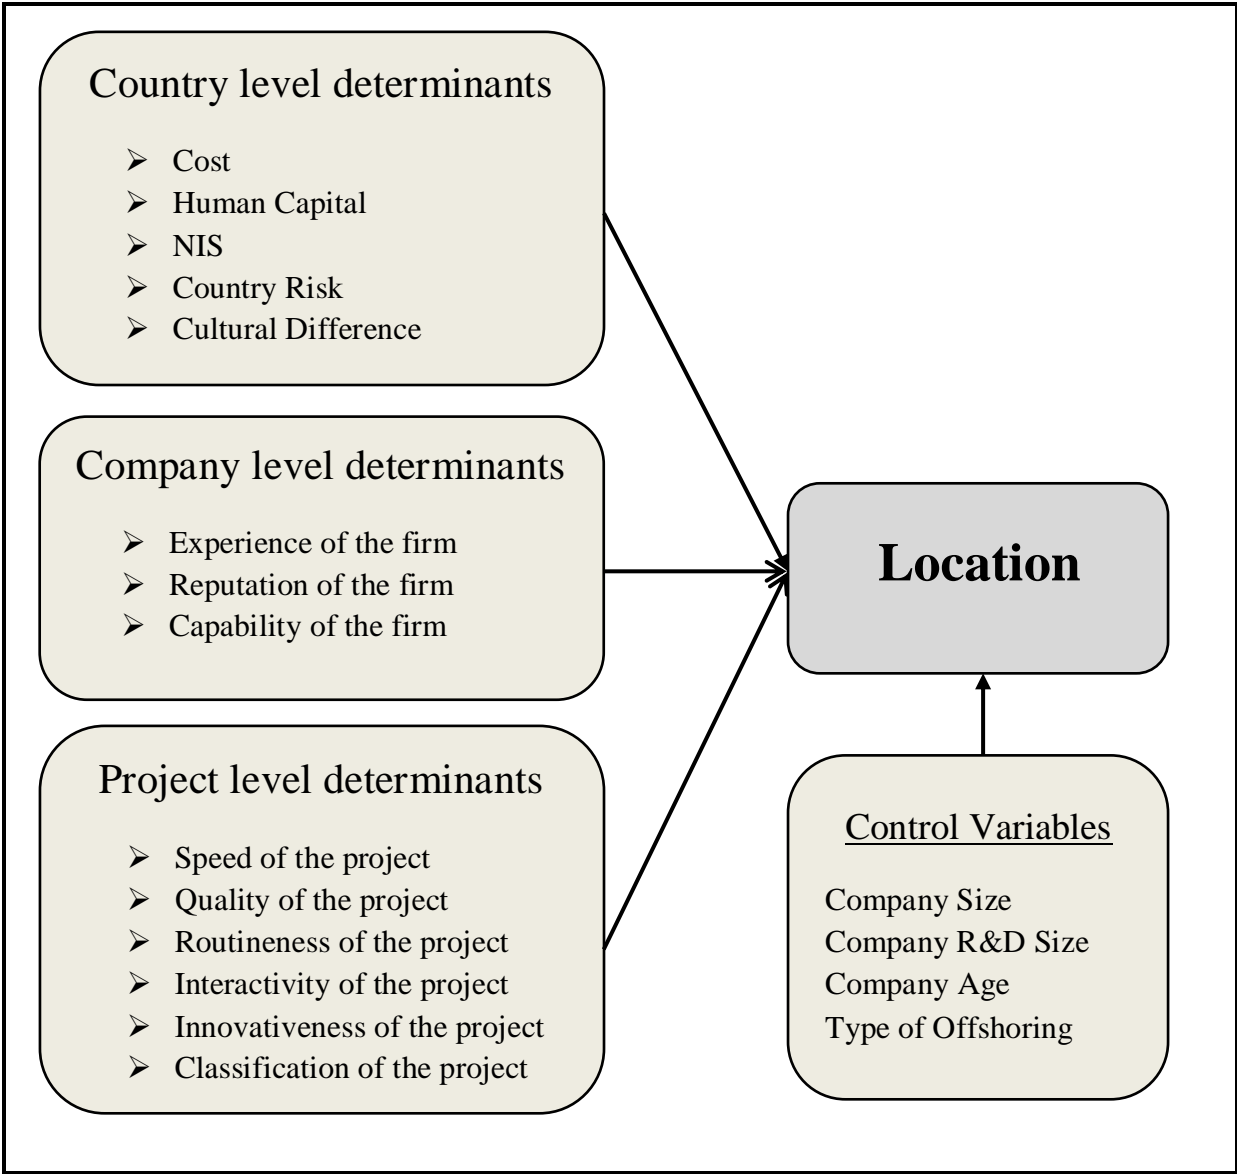 Country level determinants
Cost
Human Capital
NIS
Country Risk
Cultural Difference
Company level determinants
Experience of the firm
Reputation of the firm
Capability of the firm
Project level determinants
Speed of the project
Quality of the project
Routineness of the project
Interactivity of the project
Innovativeness of the project
Classification of the project
Location
Control Variables
Company Size
Company R&D Size
Company Age
Type of Offshoring